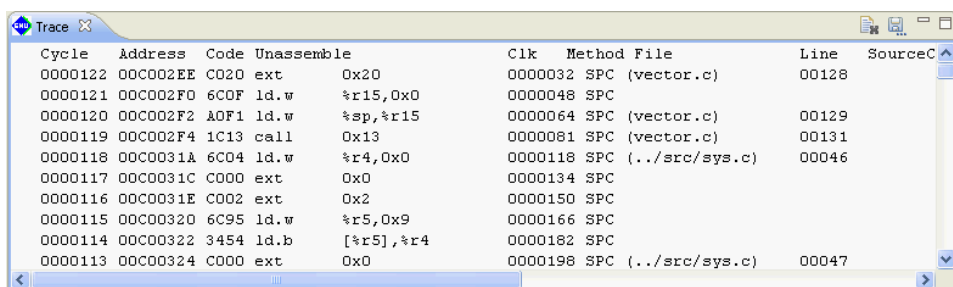 Trace
Cycle Address Code Unassemble Clk Method File Line SourceC
0000122 00C002EE C020 ext 0x20 0000032 SPC (vector.c) 00128
0000121 00C002F0 6C0F ld.w %r15,0x0 0000048 SPC
0000120 00C002F2 A0F1 ld.w %sp,%r15 0000064 SPC (vector.c) 00129
0000119 00C002F4 1C13 call 0x13 0000081 SPC (vector.c) 00131
0000118 00C0031A 6C04 ld.w %r4,0x0 0000118 SPC (../src/sys.c) 00046
0000117 00C0031C C000 ext 0x0 0000134 SPC
0000116 00C0031E C002 ext 0x2 0000150 SPC
0000115 00C00320 6C95 ld.w %r5,0x9 0000166 SPC
0000114 00C00322 3454 ld.b [%r5],%r4 0000182 SPC
0000113 00C00324 C000 ext 0x0 0000198 SPC (../src/sys.c) 00047